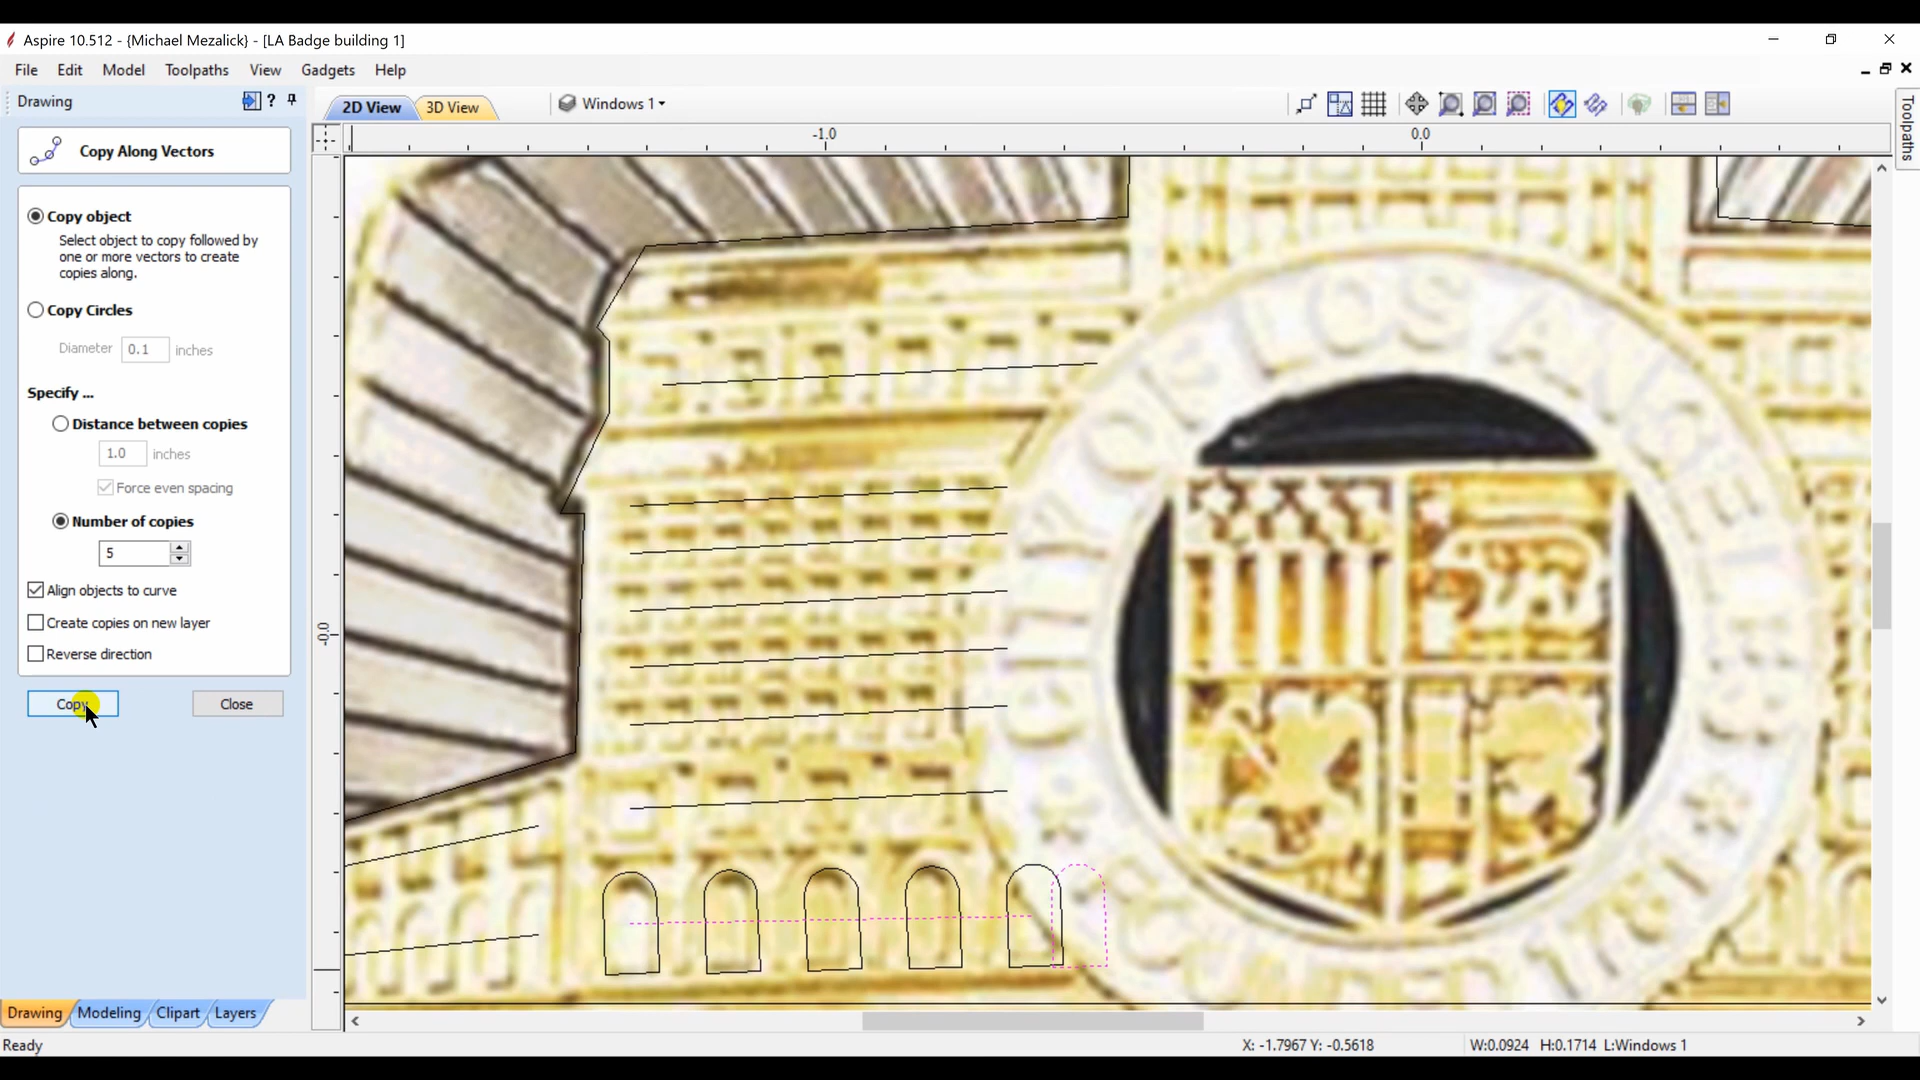 Aspire 10.512 - {Michael Mezalick} - [LA Badge building 1]
File Edit Model Toolpaths View Gadgets Help
Drawing
?
2D View 3D View Windows 1
Toolpaths
-1.0 0.0
Copy Along Vectors
Copy object
Select object to copy followed by
one or more vectors to create
copies along.
Copy Circles
Diameter 0.1 inches
Specify ...
Distance between copies
1.0 inches
Force even spacing
Number of copies
5
Align objects to curve
Create copies on new layer
Reverse direction
Copy Close
-0.0
CITY OF LOS ANGELES
Drawing Modeling Clipart Layers
Ready X: -1.7967 Y: -0.5618 W:0.0924 H:0.1714 L:Windows 1